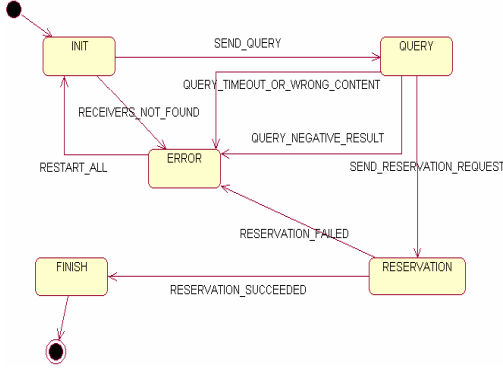 INIT
SEND_QUERY
QUERY
QUERY_TIMEOUT_OR_WRONG_CONTENT
RECEIVERS_NOT_FOUND
QUERY_NEGATIVE_RESULT
ERROR
RESTART_ALL
SEND_RESERVATION_REQUEST
RESERVATION_FAILED
FINISH
RESERVATION
RESERVATION_SUCCEEDED